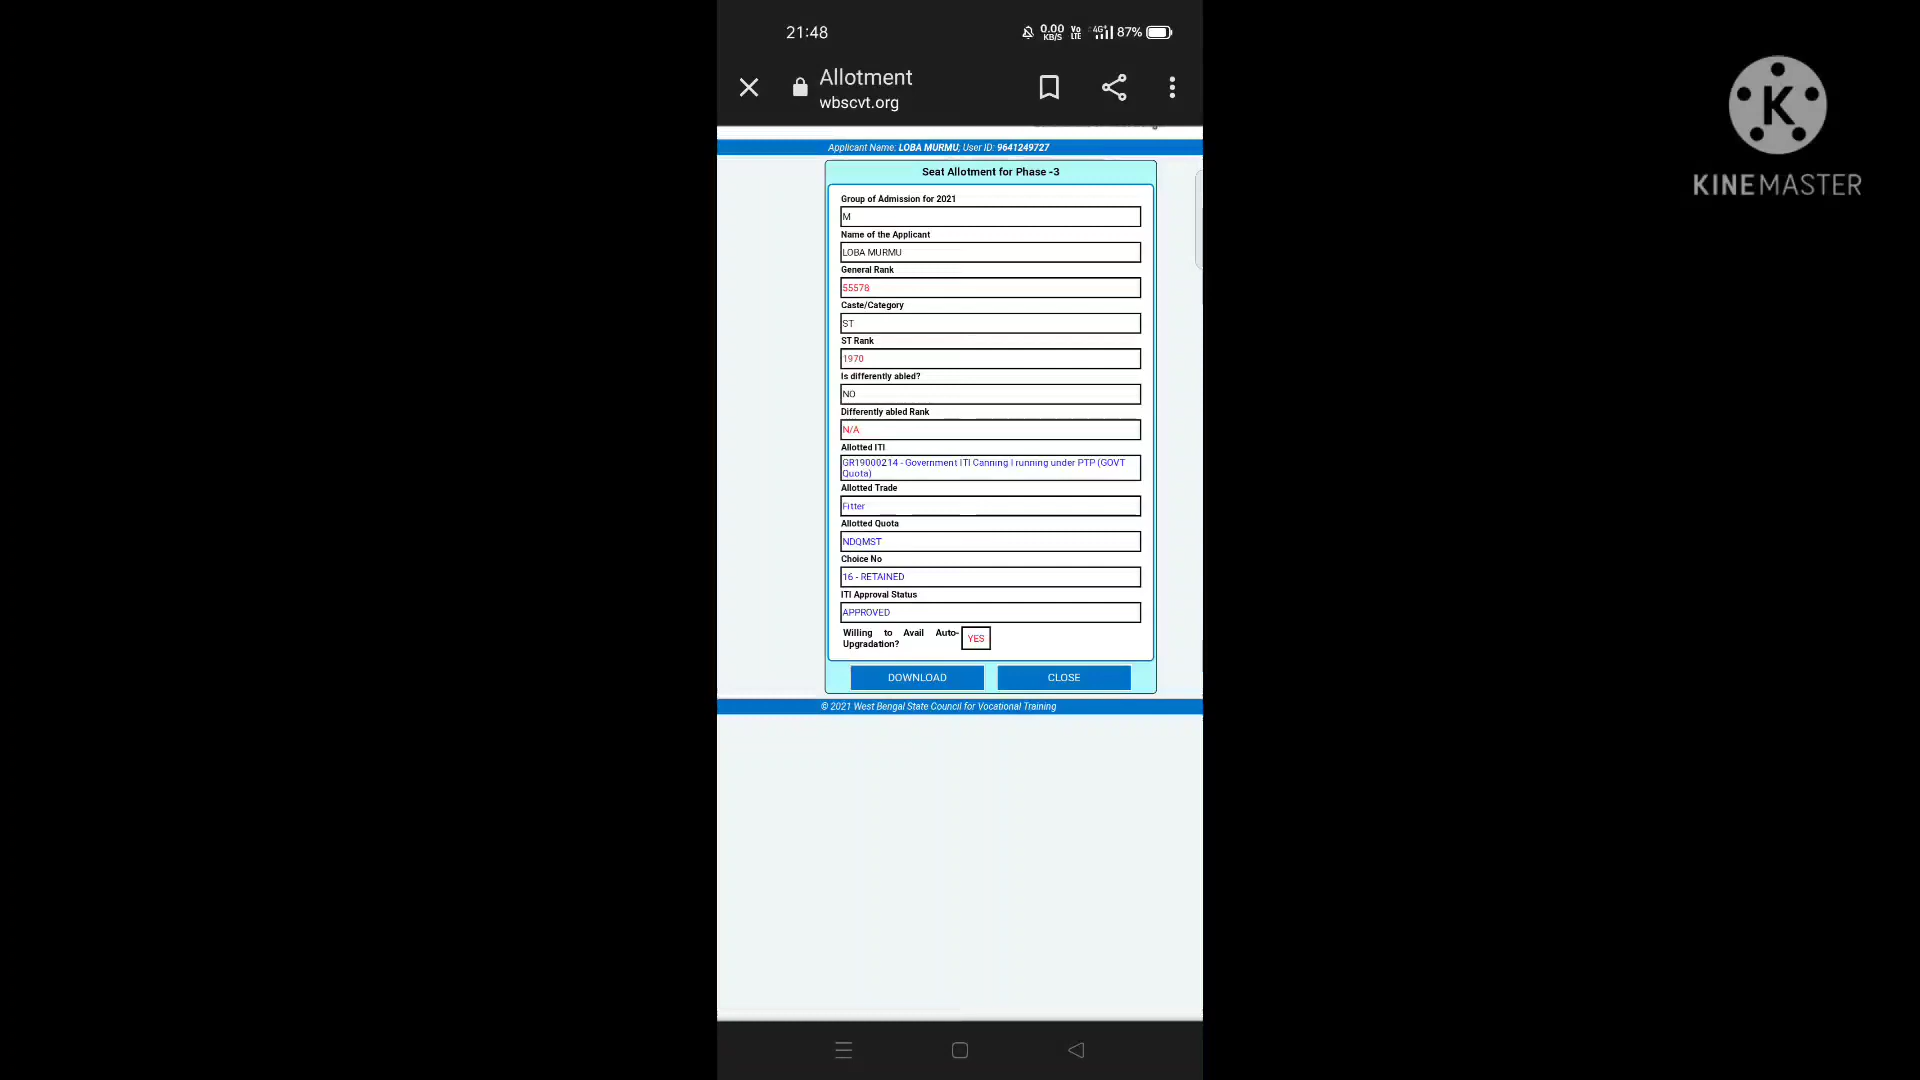 21:48
0.00 KB/S Vo LTE 4G+ 87%
Allotment
wbscvt.org
Applicant Name: LOBA MURMU; User ID: 9641249727
Seat Allotment for Phase -3
Group of Admission for 2021
M
Name of the Applicant
LOBA MURMU
General Rank
55578
Caste/Category
ST
ST Rank
1970
Is differently abled?
NO
Differently abled Rank
N/A
Allotted ITI
GR19000214 - Government ITI Canning I running under PTP (GOVT
Quota)
Allotted Trade
Fitter
Allotted Quota
NDQMST
Choice No
16 - RETAINED
ITI Approval Status
APPROVED
Willing to Avail Auto-
Upgradation?
YES
DOWNLOAD CLOSE
© 2021 West Bengal State Council for Vocational Training
K
KINEMASTER